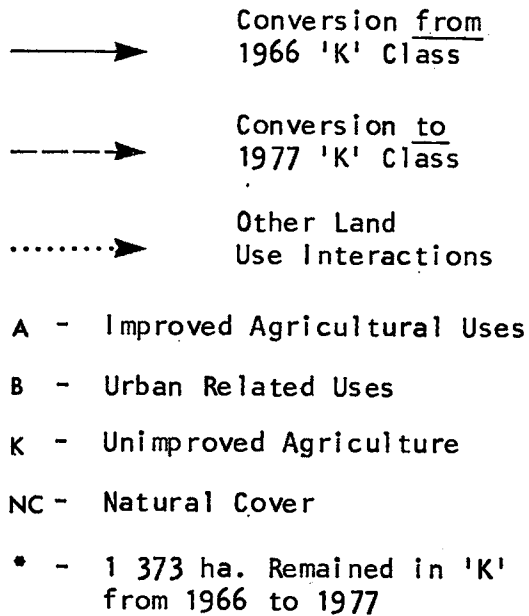 Conversion from
1966 'K' Class
Conversion to
1977 'K' Class
Other Land
Use Interactions
A - Improved Agricultural Uses
B - Urban Related Uses
K - Unimproved Agriculture
NC - Natural Cover
* - 1 373 ha. Remained in 'K'
from 1966 to 1977